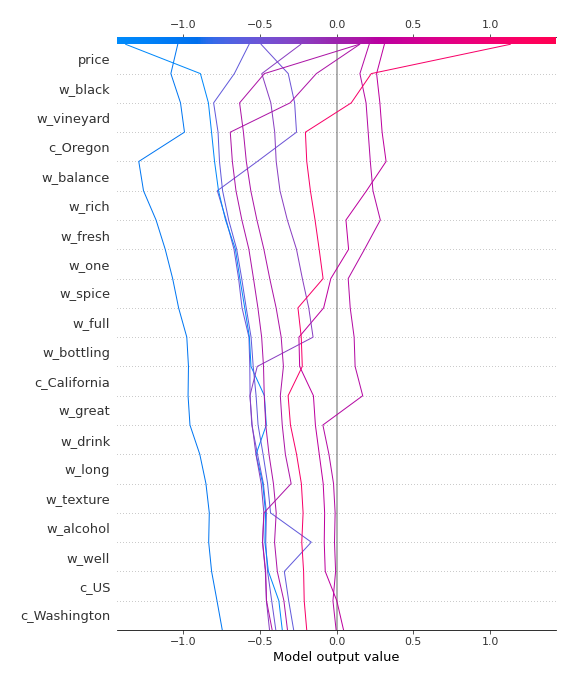 −1.0 −0.5 0.0 0.5 1.0
price
w_black
w_vineyard
c_Oregon
w_balance
w_rich
w_fresh
w_one
w_spice
w_full
w_bottling
c_California
w_great
w_drink
w_long
w_texture
w_alcohol
w_well
c_US
c_Washington
−1.0 −0.5 0.0 0.5 1.0
Model output value